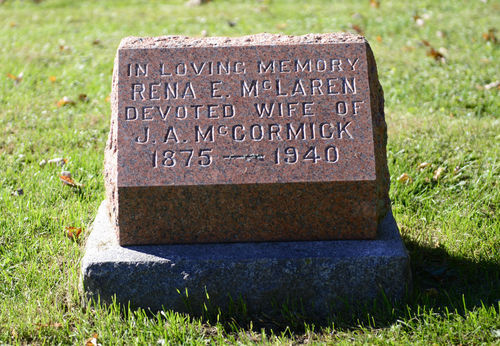 IN LOVING MEMORY
RENA E. McLAREN
DEVOTED WIFE OF
J.A. McCORMICK
1875 — 1940